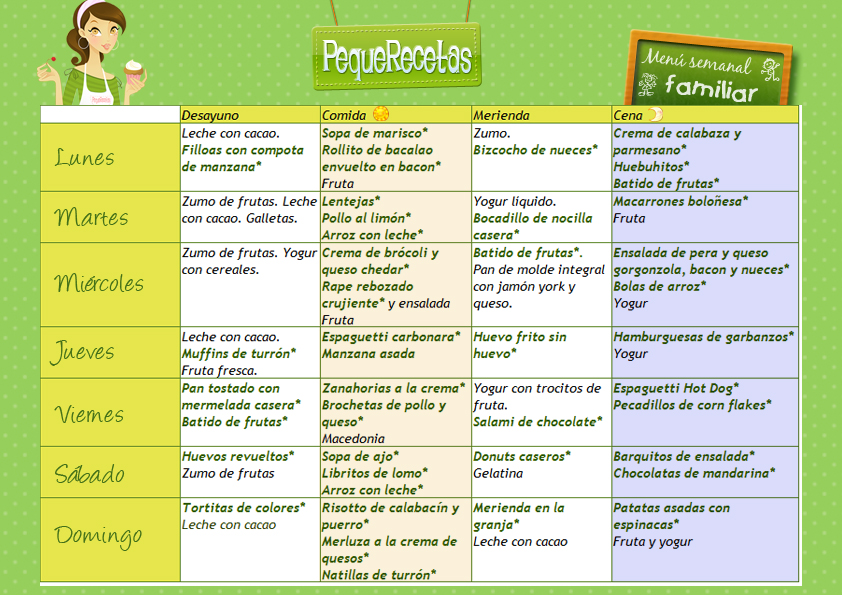 PequeRecetas
Menú semanal
familiar
Desayuno
Comida
Merienda
Cena
Lunes
Leche con cacao.
Filloas con compota
de manzana*
Sopa de marisco*
Rollito de bacalao
envuelto en bacon*
Fruta
Zumo.
Bizcocho de nueces*
Crema de calabaza y
parmesano*
Huebuhitos*
Batido de frutas*
Martes
Zumo de frutas. Leche
con cacao. Galletas.
Lentejas*
Pollo al limón*
Arroz con leche*
Yogur liquido.
Bocadillo de nocilla
casera*
Macarrones boloñesa*
Fruta
Miércoles
Zumo de frutas. Yogur
con cereales.
Crema de brócoli y
queso chedar*
Rape rebozado
crujiente* y ensalada
Fruta
Batido de frutas*.
Pan de molde integral
con jamón york y
queso.
Ensalada de pera y queso
gorgonzola, bacon y nueces*
Bolas de arroz*
Yogur
Jueves
Leche con cacao.
Muffins de turrón*
Fruta fresca.
Espaguetti carbonara*
Manzana asada
Huevo frito sin
huevo*
Hamburguesas de garbanzos*
Yogur
Viernes
Pan tostado con
mermelada casera*
Batido de frutas*
Zanahorias a la crema*
Brochetas de pollo y
queso*
Macedonia
Yogur con trocitos de
fruta.
Salami de chocolate*
Espaguetti Hot Dog*
Pecadillos de corn flakes*
Sábado
Huevos revueltos*
Zumo de frutas
Sopa de ajo*
Libritos de lomo*
Arroz con leche*
Donuts caseros*
Gelatina
Barquitos de ensalada*
Chocolatas de mandarina*
Domingo
Tortitas de colores*
Leche con cacao
Risotto de calabacín y
puerro*
Merluza a la crema de
quesos*
Natillas de turrón*
Merienda en la
granja*
Leche con cacao
Patatas asadas con
espinacas*
Fruta y yogur